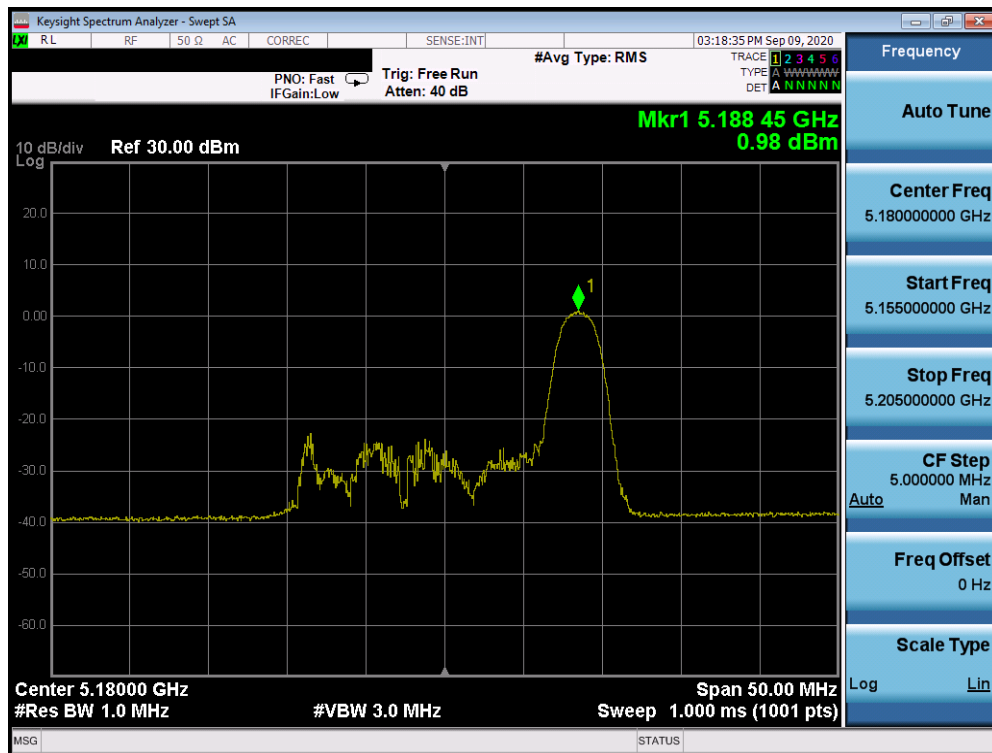 Keysight Spectrum Analyzer - Swept SA
LXI RL RF 50 Ω AC CORREC SENSE:INT 03:18:35 PM Sep 09, 2020
#Avg Type: RMS TRACE 1 2 3 4 5 6
PNO: Fast Trig: Free Run TYPE A W W W W W
IFGain:Low Atten: 40 dB DET A N N N N N
Mkr1 5.188 45 GHz
0.98 dBm
10 dB/div Ref 30.00 dBm
Log
20.0
10.0
1
0.00
-10.0
-20.0
-30.0
-40.0
-50.0
-60.0
Center 5.18000 GHz Span 50.00 MHz
#Res BW 1.0 MHz #VBW 3.0 MHz Sweep 1.000 ms (1001 pts)
MSG STATUS
Frequency
Auto Tune
Center Freq
5.180000000 GHz
Start Freq
5.155000000 GHz
Stop Freq
5.205000000 GHz
CF Step
5.000000 MHz
Auto Man
Freq Offset
0 Hz
Scale Type
Log Lin